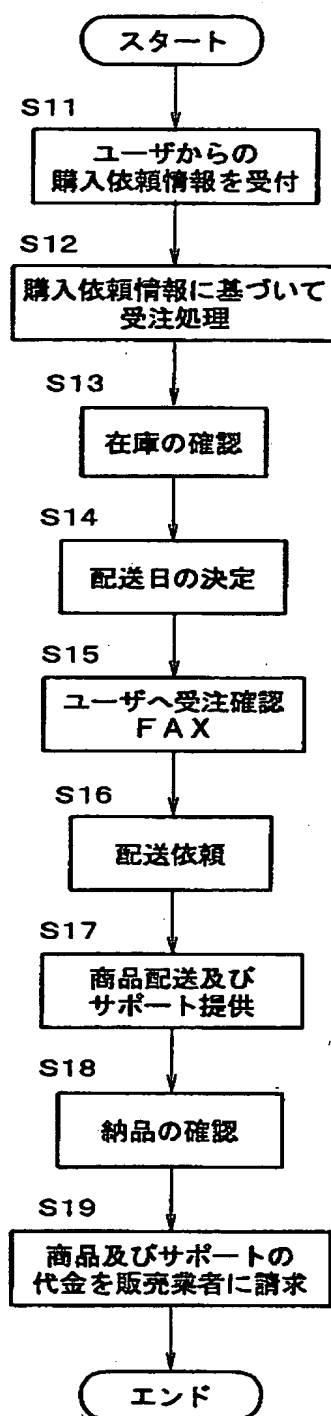 スタート
S11
ユーザからの
購入依頼情報を受付
S12
購入依頼情報に基づいて
受注処理
S13
在庫の確認
S14
配送日の決定
S15
ユーザへ受注確認
FAX
S16
配送依頼
S17
商品配送及び
サポート提供
S18
納品の確認
S19
商品及びサポートの
代金を販売業者に請求
エンド